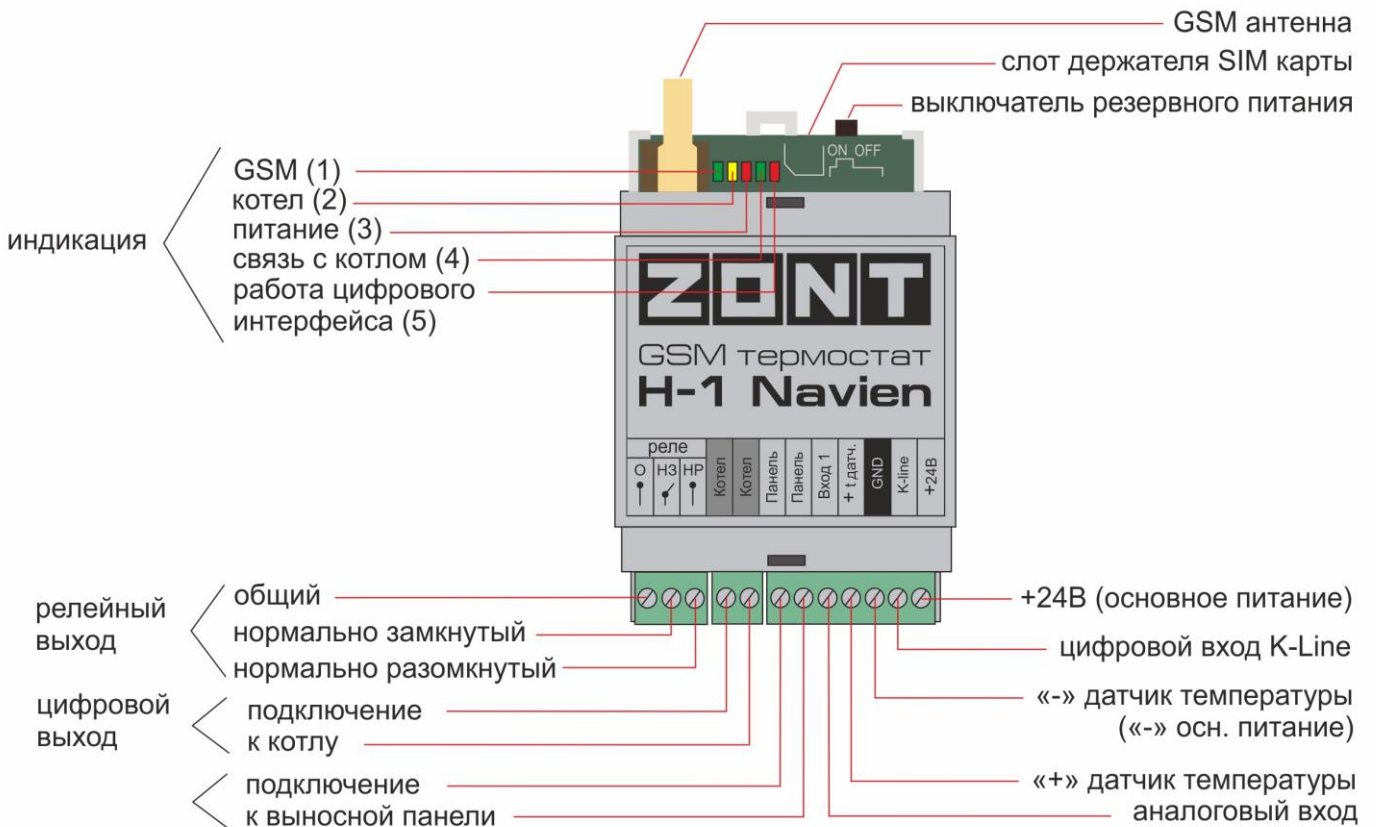 GSM антенна
слот держателя SIM карты
выключатель резервного питания
ON OFF
индикация
GSM (1)
котел (2)
питание (3)
связь с котлом (4)
работа цифрового
интерфейса (5)
ZONT
GSM термостат
H-1 Navien
реле
О НЗ НР
Котел
Котел
Панель
Панель
Вход 1
+ t датч.
GND
K-line
+24В
релейный
выход
общий
нормально замкнутый
нормально разомкнутый
цифровой
выход
подключение
к котлу
подключение
к выносной панели
+24В (основное питание)
цифровой вход K-Line
«-» датчик температуры
(«-» осн. питание)
«+» датчик температуры
аналоговый вход